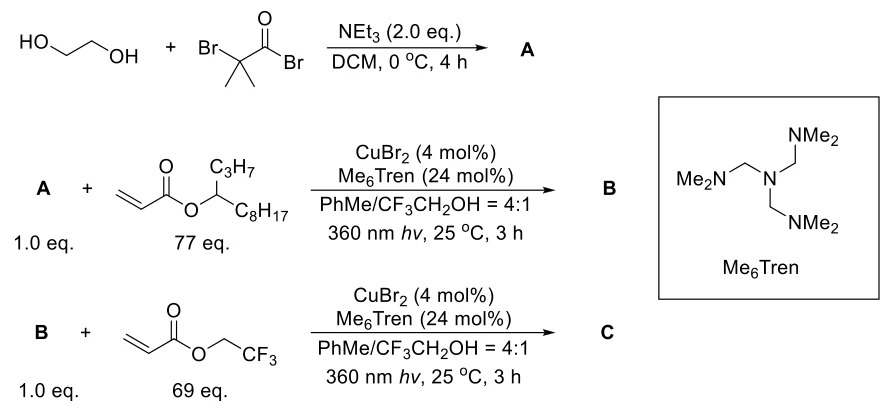 HO OH + Br O Br NEt3 (2.0 eq.) A
DCM, 0 °C, 4 h
A + O O C3H7 C8H17 CuBr2 (4 mol%) B
Me6Tren (24 mol%)
PhMe/CF3CH2OH = 4:1
1.0 eq. 77 eq. 360 nm hv, 25 °C, 3 h
B + O O CF3 CuBr2 (4 mol%) C
Me6Tren (24 mol%)
PhMe/CF3CH2OH = 4:1
1.0 eq. 69 eq. 360 nm hv, 25 °C, 3 h
NMe2
Me2N N
NMe2
Me6Tren